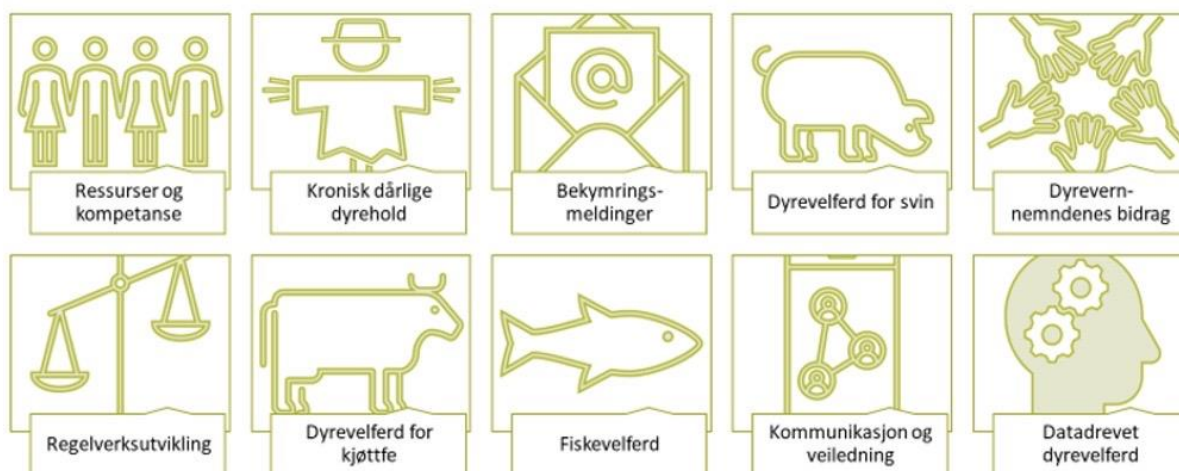 Ressurser og
kompetanse
Kronisk dårlige
dyrehold
Bekymrings-
meldinger
Dyrevelferd for svin
Dyrevern-
nemndenes bidrag
Regelverksutvikling
Dyrevelferd for
kjøttfe
Fiskevelferd
Kommunikasjon og
veiledning
Datadrevet
dyrevelferd